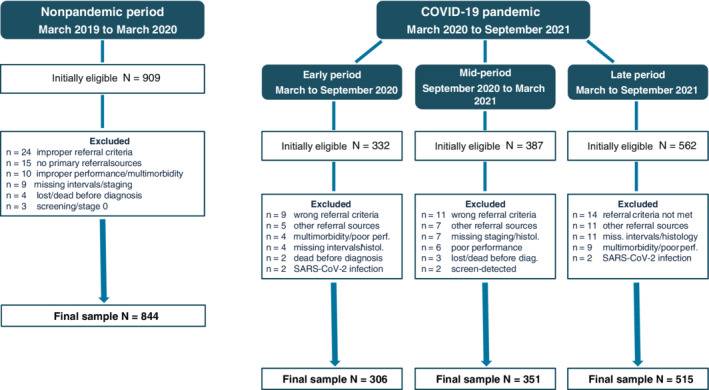 Nonpandemic period
March 2019 to March 2020
Initially eligible N = 909
Excluded
n = 24 improper referral criteria
n = 15 no primary referralsources
n = 10 improper performance/multimorbidity
n = 9 missing intervals/staging
n = 4 lost/dead before diagnosis
n = 3 screening/stage 0
Final sample N = 844
COVID-19 pandemic
March 2020 to September 2021
Early period
March to September 2020
Initially eligible N = 332
Excluded
n = 9 wrong referral criteria
n = 5 other referral sources
n = 4 multimorbidity/poor perf.
n = 4 missing intervals/histol.
n = 2 dead before diagnosis
n = 2 SARS-CoV-2 infection
Final sample N = 306
Mid-period
September 2020 to March
2021
Initially eligible N = 387
Excluded
n = 11 wrong referral criteria
n = 7 other referral sources
n = 7 missing staging/histol.
n = 6 poor performance
n = 3 lost/dead before diag.
n = 2 screen-detected
Final sample N = 351
Late period
March to September 2021
Initially eligible N = 562
Excluded
n = 14 referral criteria not met
n = 11 other referral sources
n = 11 miss. intervals/histology
n = 9 multimorbidity/poor perf.
n = 2 SARS-CoV-2 infection
Final sample N = 515